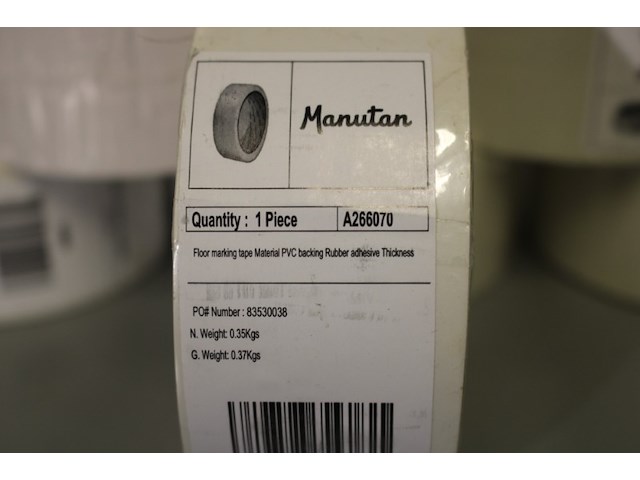 Manutan
Quantity : 1 Piece A266070
Floor marking tape Material PVC backing Rubber adhesive Thickness
PO# Number : 83530038
N. Weight: 0.35Kgs
G. Weight: 0.37Kgs